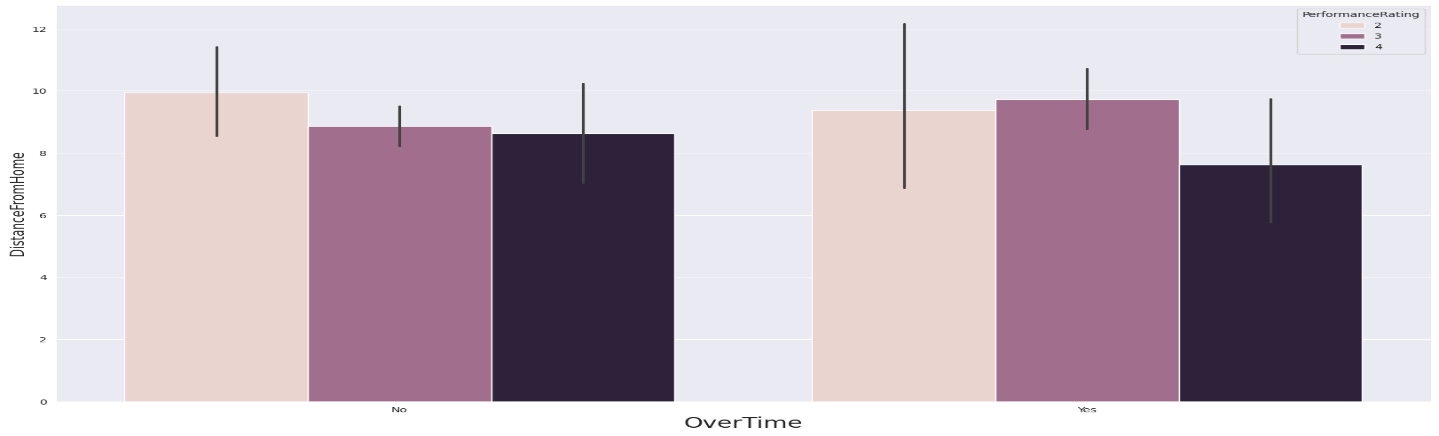 PerformanceRating
2
3
4
DistanceFromHome
12
10
8
6
4
2
0
No
Yes
OverTime